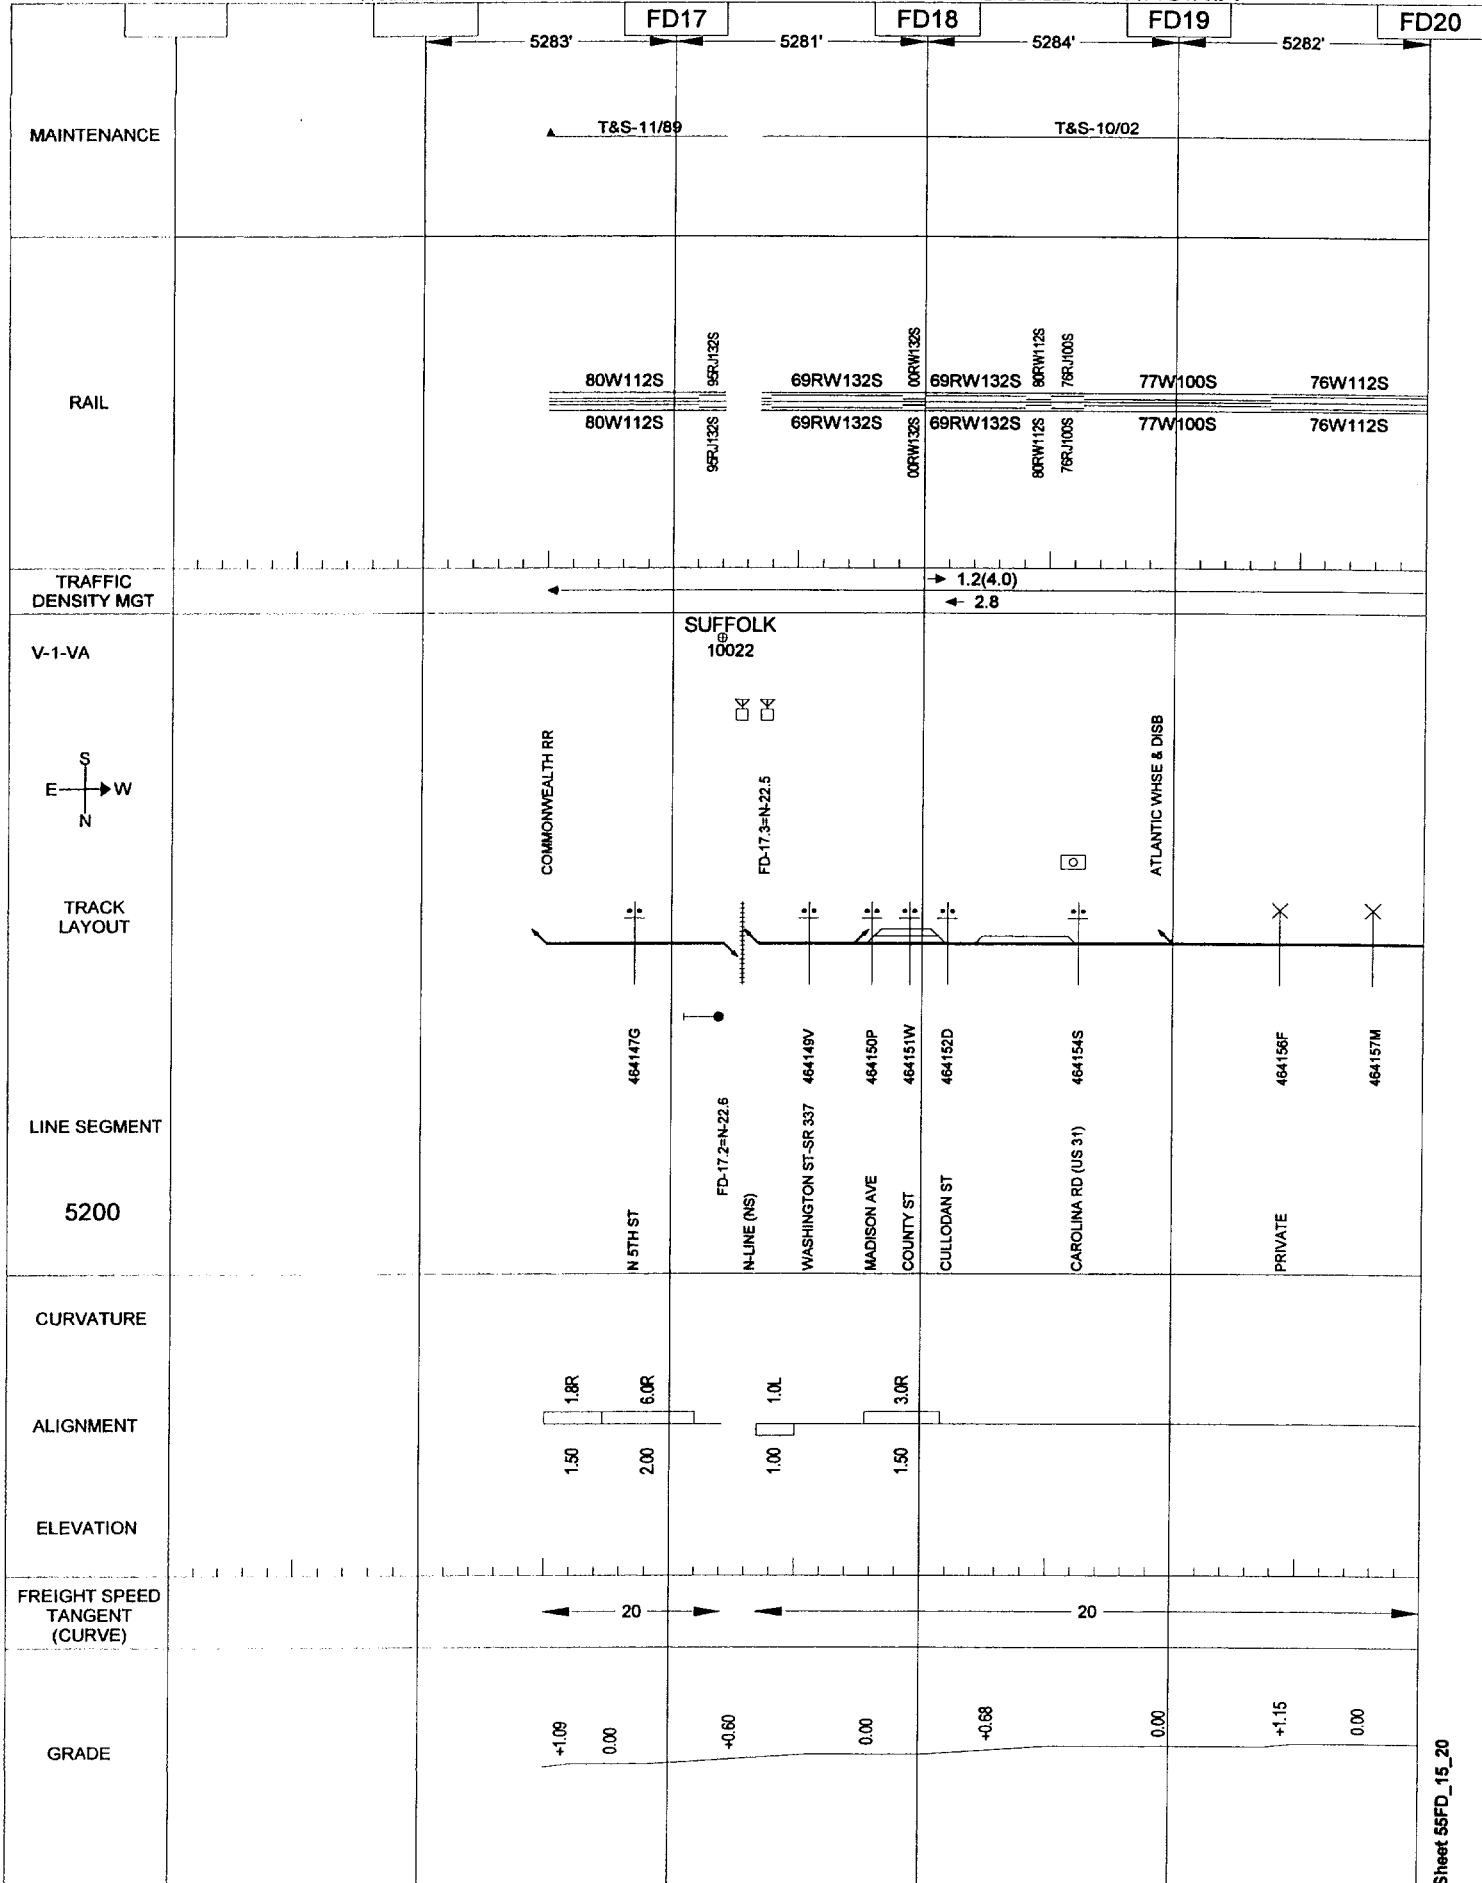 FD17 FD18 FD19 FD20
5283' 5281' 5284' 5282'
MAINTENANCE
T&S-11/89 T&S-10/02
RAIL
95RJ132S 00RW132S 80RW112S 76RJ100S
80W112S 69RW132S 69RW132S 77W100S 76W112S
80W112S 69RW132S 69RW132S 77W100S 76W112S
95RJ132S 00RW132S 80RW112S 76RJ100S
TRAFFIC
DENSITY MGT
1.2(4.0)
2.8
V-1-VA
SUFFOLK
10022
S
E W
N
COMMONWEALTH RR
FD-17.3=N-22.5
ATLANTIC WHSE & DISB
TRACK
LAYOUT
464147G
464149V
464150P
464151W
464152D
464154S
464156F
464157M
LINE SEGMENT
5200
N 5TH ST
FD-17.2=N-22.6
N-LINE (NS)
WASHINGTON ST-SR 337
MADISON AVE
COUNTY ST
CULLODAN ST
CAROLINA RD (US 31)
PRIVATE
CURVATURE
1.8R 6.0R 1.0L 3.0R
ALIGNMENT
1.50 2.00 1.00 1.50
ELEVATION
FREIGHT SPEED
TANGENT
(CURVE)
20 20
GRADE
+1.09 0.00 +0.60 0.00 +0.68 0.00 +1.15 0.00
Sheet 55FD_15_20